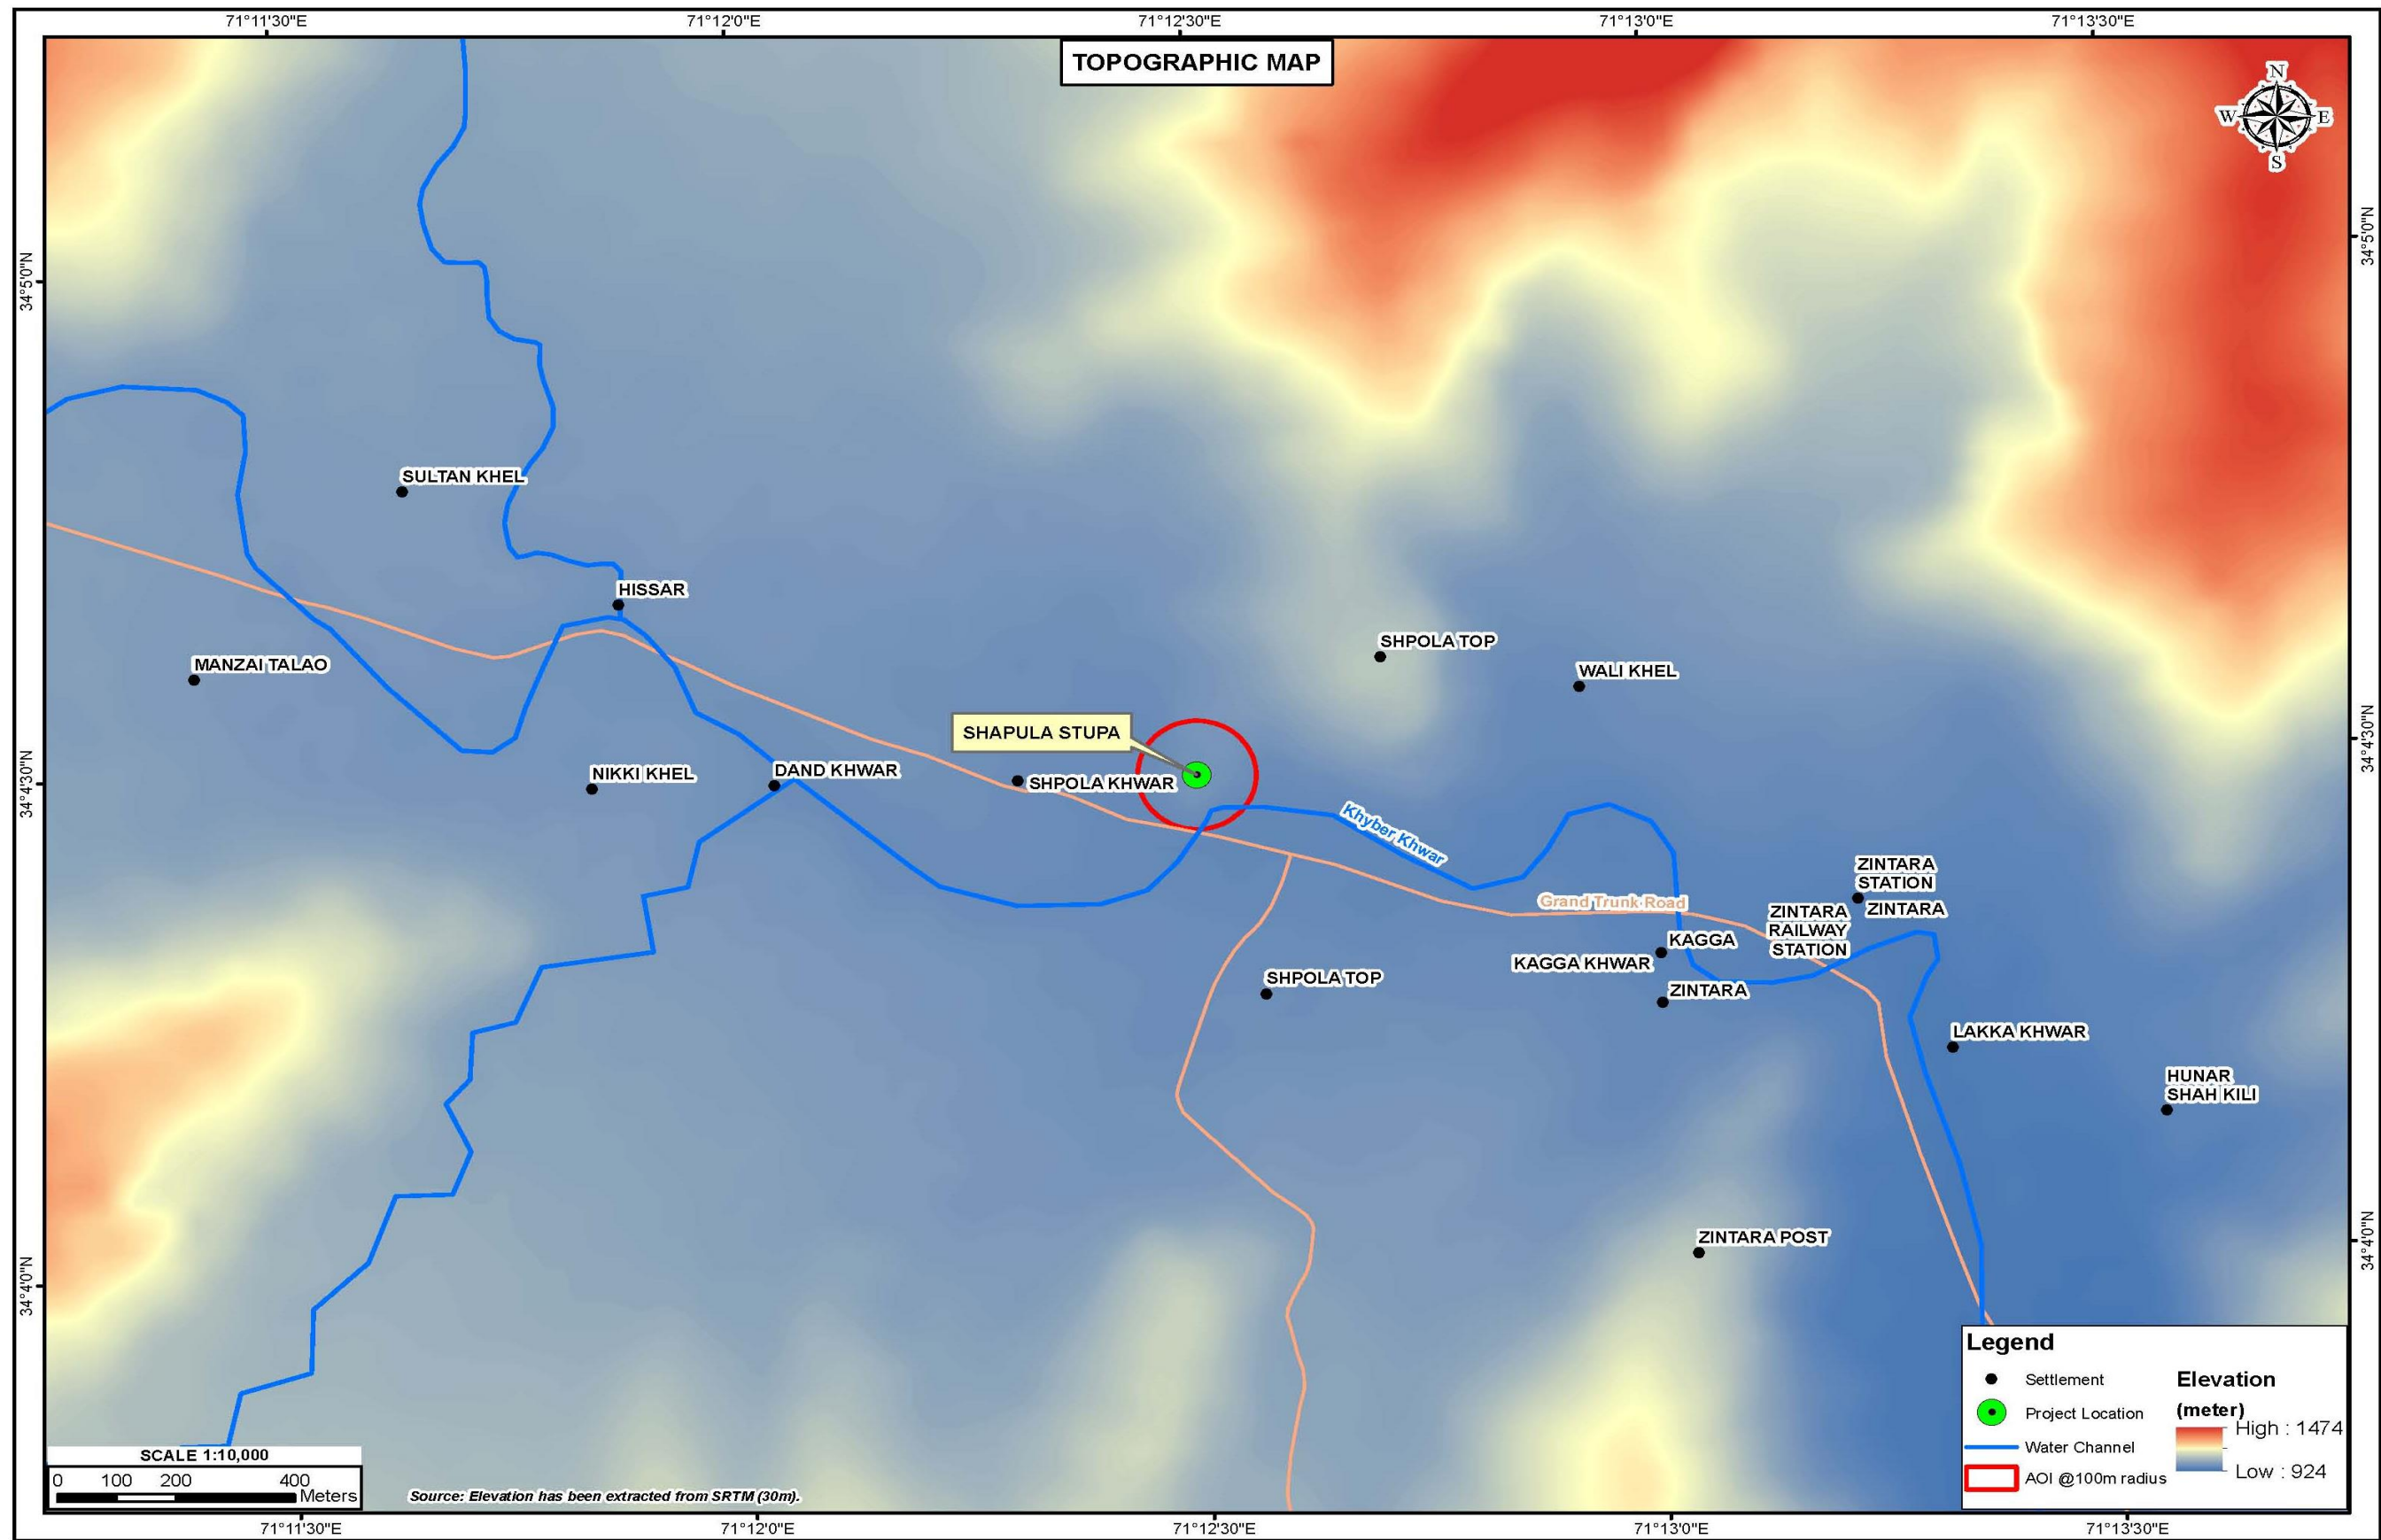 71°11'30"E
71°12'0"E
71°12'30"E
71°13'0"E
71°13'30"E
TOPOGRAPHIC MAP
N
W
E
S
34°5'0"N
34°5'0"N
SULTAN KHEL
HISSAR
SHPOLA TOP
MANZAI TALAO
WALI KHEL
SHAPULA STUPA
34°4'30"N
34°4'30"N
NIKKI KHEL
DAND KHWAR
SHPOLA KHWAR
Khyber Khwar
ZINTARA
STATION
Grand Trunk Road
ZINTARA
ZINTARA
RAILWAY
STATION
KAGGA
KAGGA KHWAR
SHPOLA TOP
ZINTARA
LAKKA KHWAR
HUNAR
SHAH KILI
ZINTARA POST
34°4'0"N
34°4'0"N
Legend
Settlement
Project Location
Water Channel
AOI @100m radius
Elevation
(meter)
High : 1474
Low : 924
SCALE 1:10,000
0 100 200 400
Meters
Source: Elevation has been extracted from SRTM (30m).
71°11'30"E
71°12'0"E
71°12'30"E
71°13'0"E
71°13'30"E